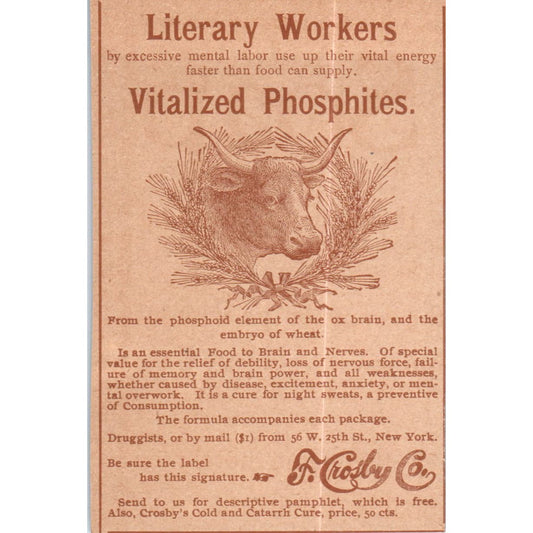 Literary Workers
by excessive mental labor use up their vital energy
faster than food can supply.
Vitalized Phosphites.
From the phosphoid element of the ox brain, and the
embryo of wheat.
Is an essential Food to Brain and Nerves. Of special
value for the relief of debility, loss of nervous force, fail-
ure of memory and brain power, and all weaknesses,
whether caused by disease, excitement, anxiety, or men-
tal overwork. It is a cure for night sweats, a preventive
of Consumption.
The formula accompanies each package.
Druggists, or by mail ($1) from 56 W. 25th St., New York.
Be sure the label
has this signature. ☛ F. Crosby Co.,
Send to us for descriptive pamphlet, which is free.
Also, Crosby's Cold and Catarrh Cure, price, 50 cts.